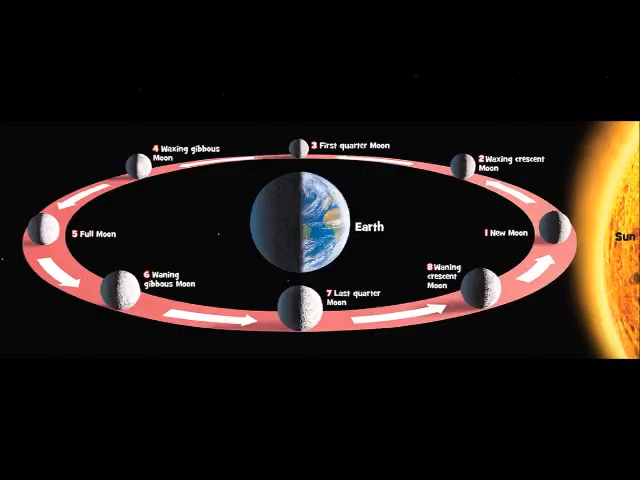 4 Waxing gibbous
Moon
3 First quarter Moon
2 Waxing crescent
Moon
Earth
5 Full Moon
1 New Moon
Sun
6 Waning
gibbous Moon
8 Waning
crescent
Moon
7 Last quarter
Moon